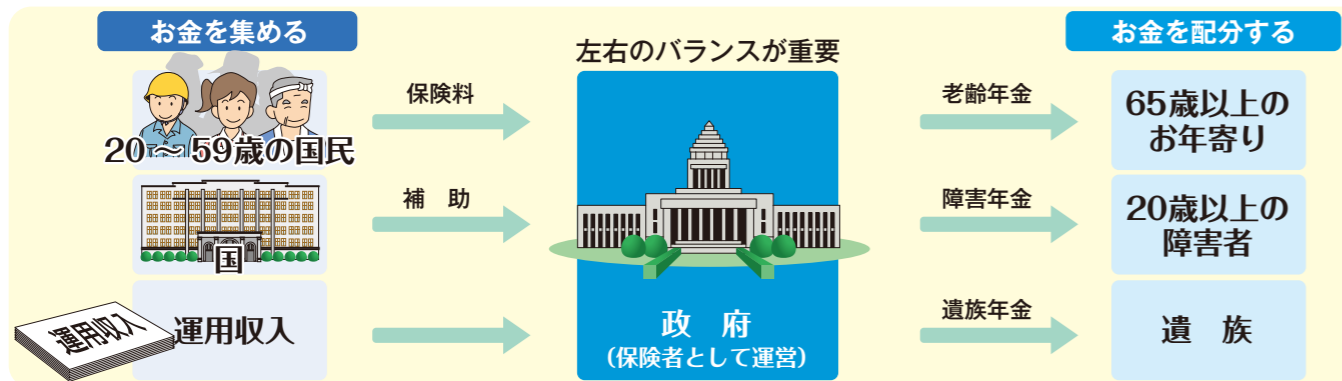 お金を集める
20～59歳の国民
国
運用収入
運用収入
保険料
補　助
左右のバランスが重要
政　府
（保険者として運営）
老齢年金
障害年金
遺族年金
お金を配分する
65歳以上の
お年寄り
20歳以上の
障害者
遺　族